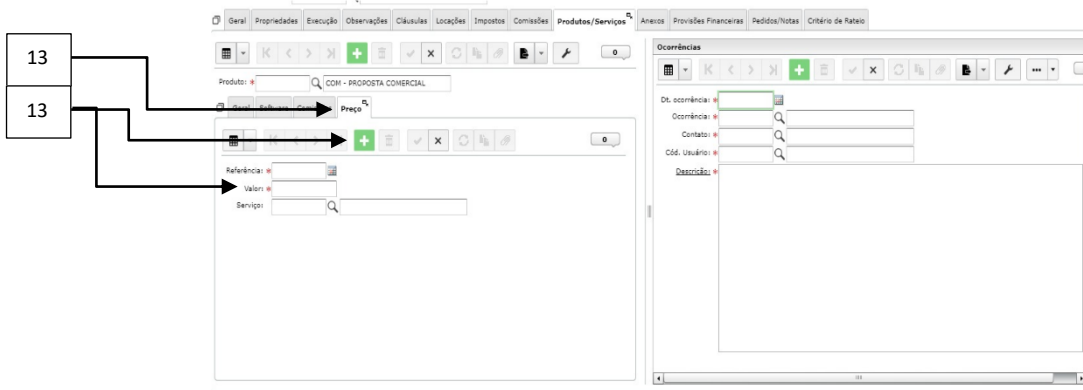 Geral Propriedades Execução Observações Cláusulas Locações Impostos Comissões Produtos/Serviços Anexos Provisões Financeiras Pedidos/Notas Critério de Rateio
13
13
0
Produto: * COM - PROPOSTA COMERCIAL
Geral Software Preço
0
Referência: *
Valor: *
Serviço:
Ocorrências
Dt. ocorrência: *
Ocorrência: *
Contato: *
Cód. Usuário: *
Descrição: *